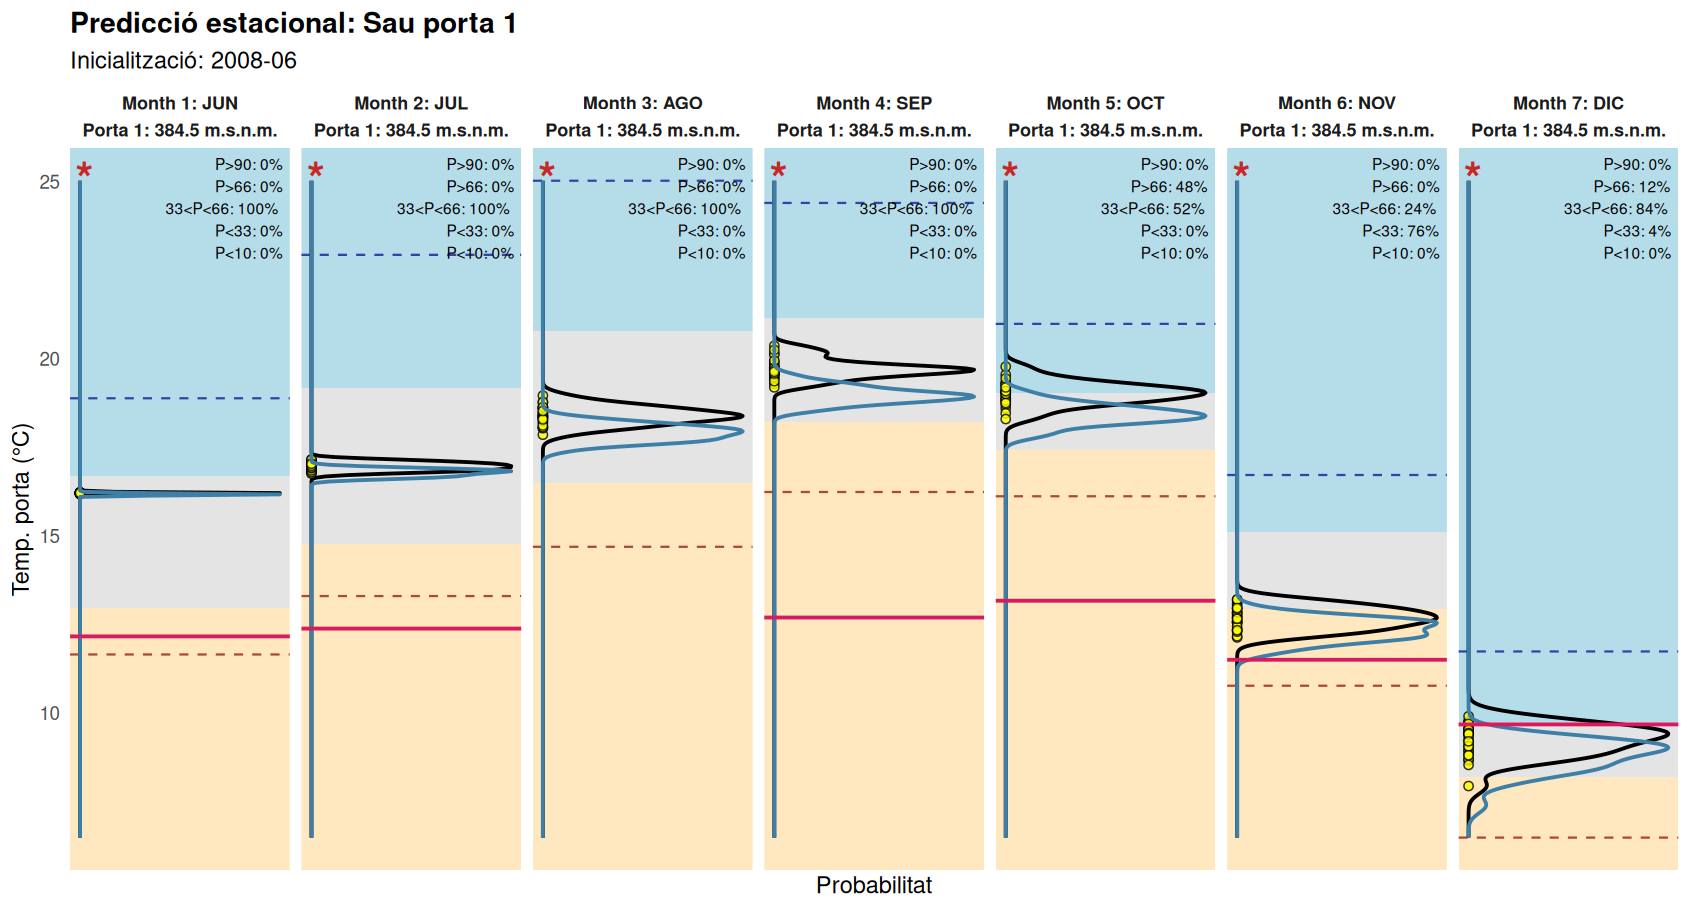 Predicció estacional: Sau porta 1
Inicialització: 2008-06
Month 1: JUN
Porta 1: 384.5 m.s.n.m.
Month 2: JUL
Porta 1: 384.5 m.s.n.m.
Month 3: AGO
Porta 1: 384.5 m.s.n.m.
Month 4: SEP
Porta 1: 384.5 m.s.n.m.
Month 5: OCT
Porta 1: 384.5 m.s.n.m.
Month 6: NOV
Porta 1: 384.5 m.s.n.m.
Month 7: DIC
Porta 1: 384.5 m.s.n.m.
*
P>90: 0%
P>66: 0%
33<P<66: 100%
P<33: 0%
P<10: 0%
*
P>90: 0%
P>66: 0%
33<P<66: 100%
P<33: 0%
P<10: 0%
*
P>90: 0%
P>66: 0%
33<P<66: 100%
P<33: 0%
P<10: 0%
*
P>90: 0%
P>66: 0%
33<P<66: 100%
P<33: 0%
P<10: 0%
*
P>90: 0%
P>66: 48%
33<P<66: 52%
P<33: 0%
P<10: 0%
*
P>90: 0%
P>66: 0%
33<P<66: 24%
P<33: 76%
P<10: 0%
*
P>90: 0%
P>66: 12%
33<P<66: 84%
P<33: 4%
P<10: 0%
25
20
15
10
Temp. porta (°C)
Probabilitat